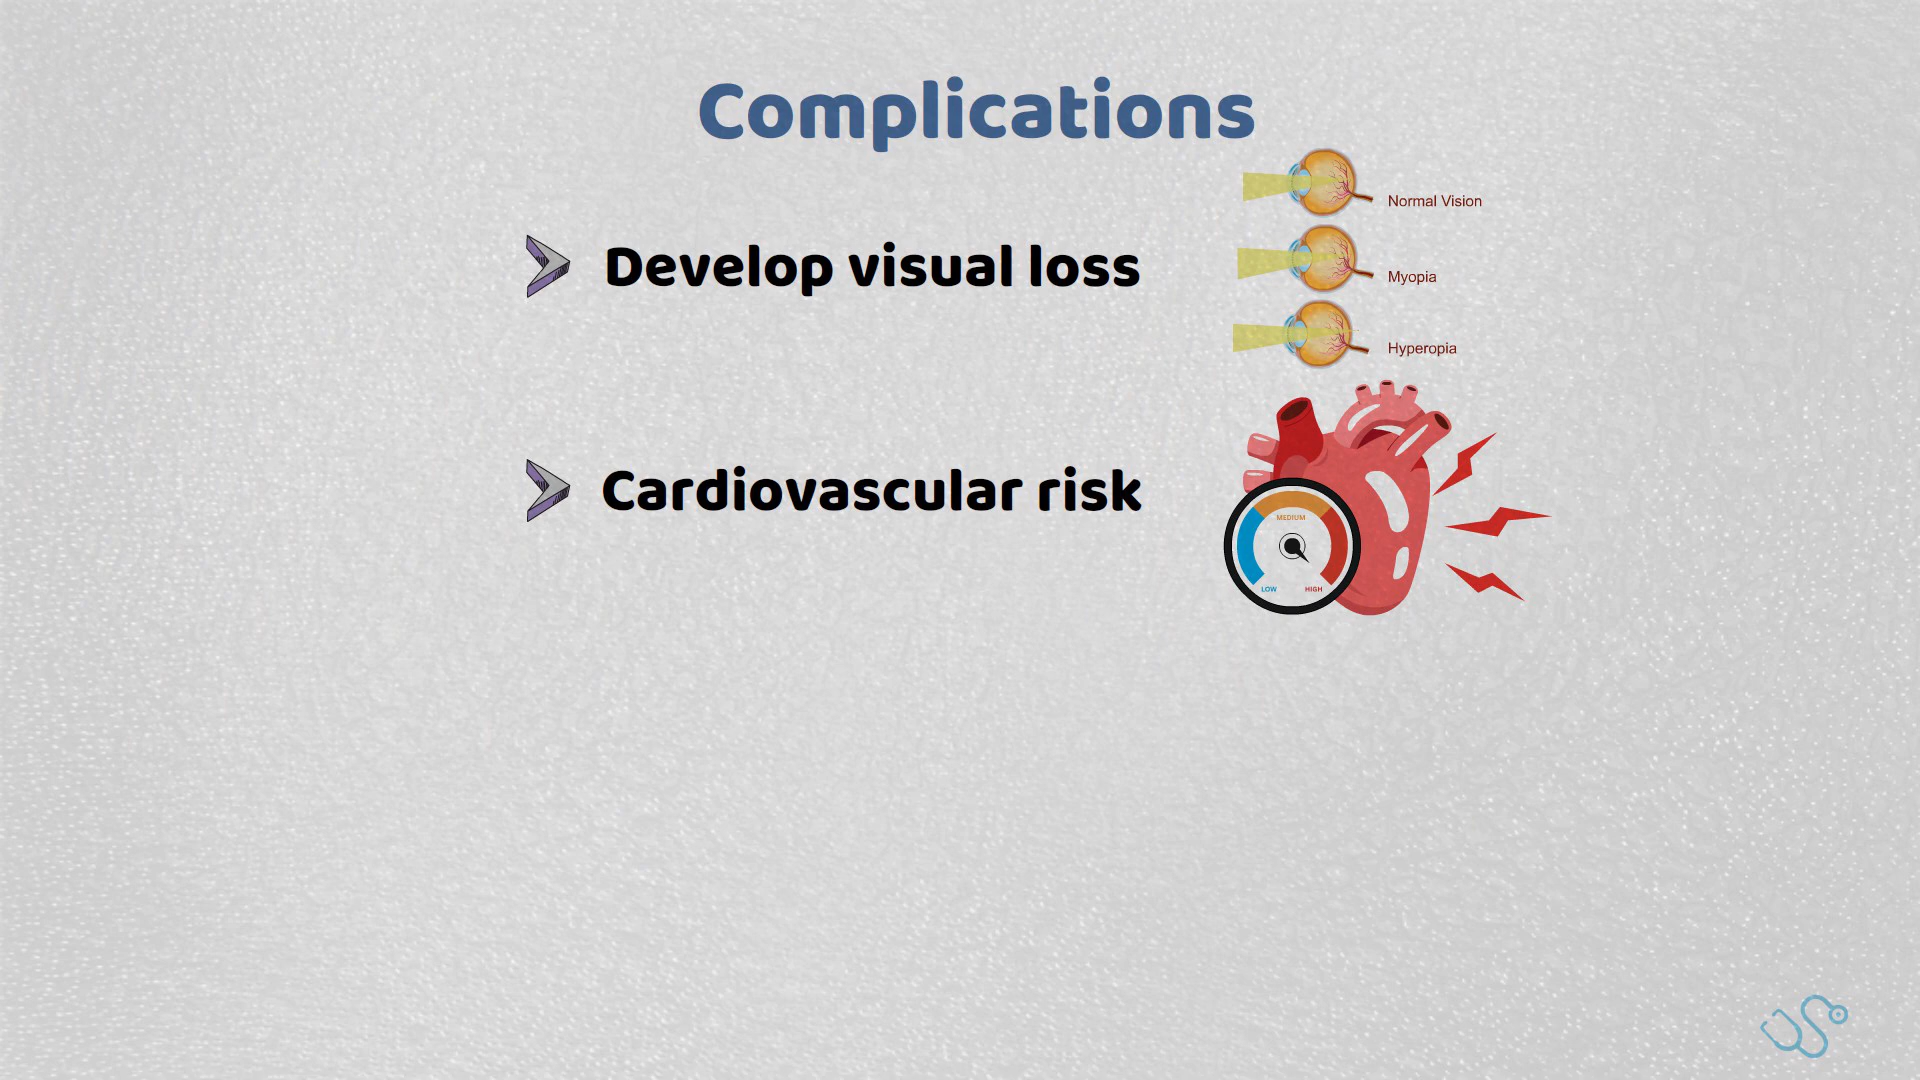 Complications
Normal Vision
Develop visual loss
Myopia
Hyperopia
Cardiovascular risk
MEDIUM
LOW
HIGH